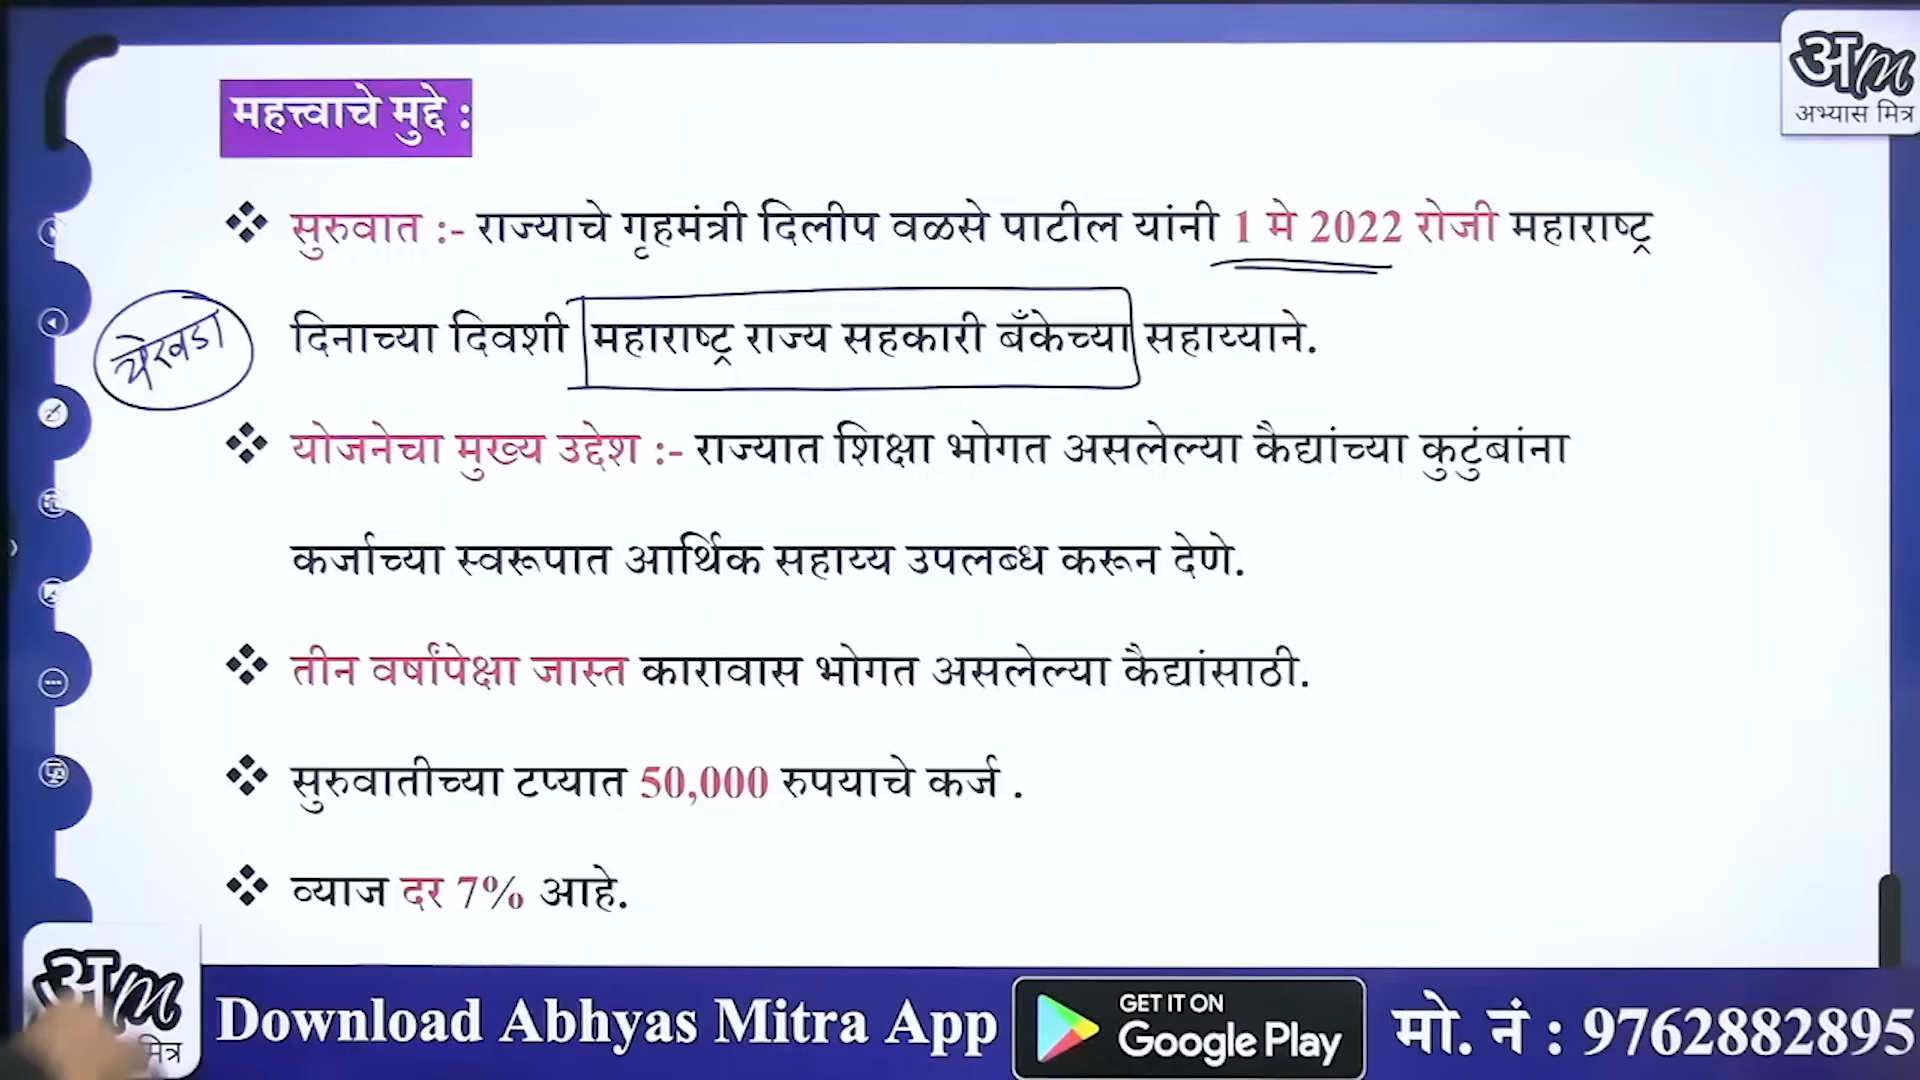 अm
अभ्यास मित्र
महत्त्वाचे मुद्दे :
❖ सुरुवात :- राज्याचे गृहमंत्री दिलीप वळसे पाटील यांनी 1 मे 2022 रोजी महाराष्ट्र
येरवडा
दिनाच्या दिवशी महाराष्ट्र राज्य सहकारी बँकेच्या सहाय्याने.
❖ योजनेचा मुख्य उद्देश :- राज्यात शिक्षा भोगत असलेल्या कैद्यांच्या कुटुंबांना
कर्जाच्या स्वरूपात आर्थिक सहाय्य उपलब्ध करून देणे.
❖ तीन वर्षांपेक्षा जास्त कारावास भोगत असलेल्या कैद्यांसाठी.
❖ सुरुवातीच्या टप्यात 50,000 रुपयाचे कर्ज .
❖ व्याज दर 7% आहे.
अm
मित्र
Download Abhyas Mitra App
GET IT ON
Google Play
मो. नं : 9762882895